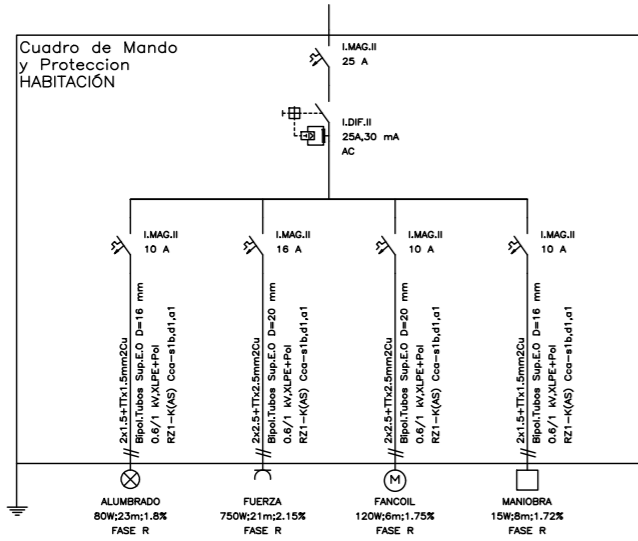 Cuadro de Mando
y Proteccion
HABITACIÓN
I.MAG.II
25 A
I.DIF.II
25A,30 mA
AC
I.MAG.II
10 A
I.MAG.II
16 A
I.MAG.II
10 A
I.MAG.II
10 A
2x1.5+TTx1.5mm2Cu
Bipol.Tubos Sup.E.O D=16 mm
0.6/1 kV,XLPE+Pol
RZ1-K(AS) Cca-s1b,d1,a1
2x2.5+TTx2.5mm2Cu
Bipol.Tubos Sup.E.O D=20 mm
0.6/1 kV,XLPE+Pol
RZ1-K(AS) Cca-s1b,d1,a1
2x2.5+TTx2.5mm2Cu
Bipol.Tubos Sup.E.O D=20 mm
0.6/1 kV,XLPE+Pol
RZ1-K(AS) Cca-s1b,d1,a1
2x1.5+TTx1.5mm2Cu
Bipol.Tubos Sup.E.O D=16 mm
0.6/1 kV,XLPE+Pol
RZ1-K(AS) Cca-s1b,d1,a1
M
ALUMBRADO
80W;23m;1.8%
FASE R
FUERZA
750W;21m;2.15%
FASE R
FANCOIL
120W;6m;1.75%
FASE R
MANIOBRA
15W;8m;1.72%
FASE R